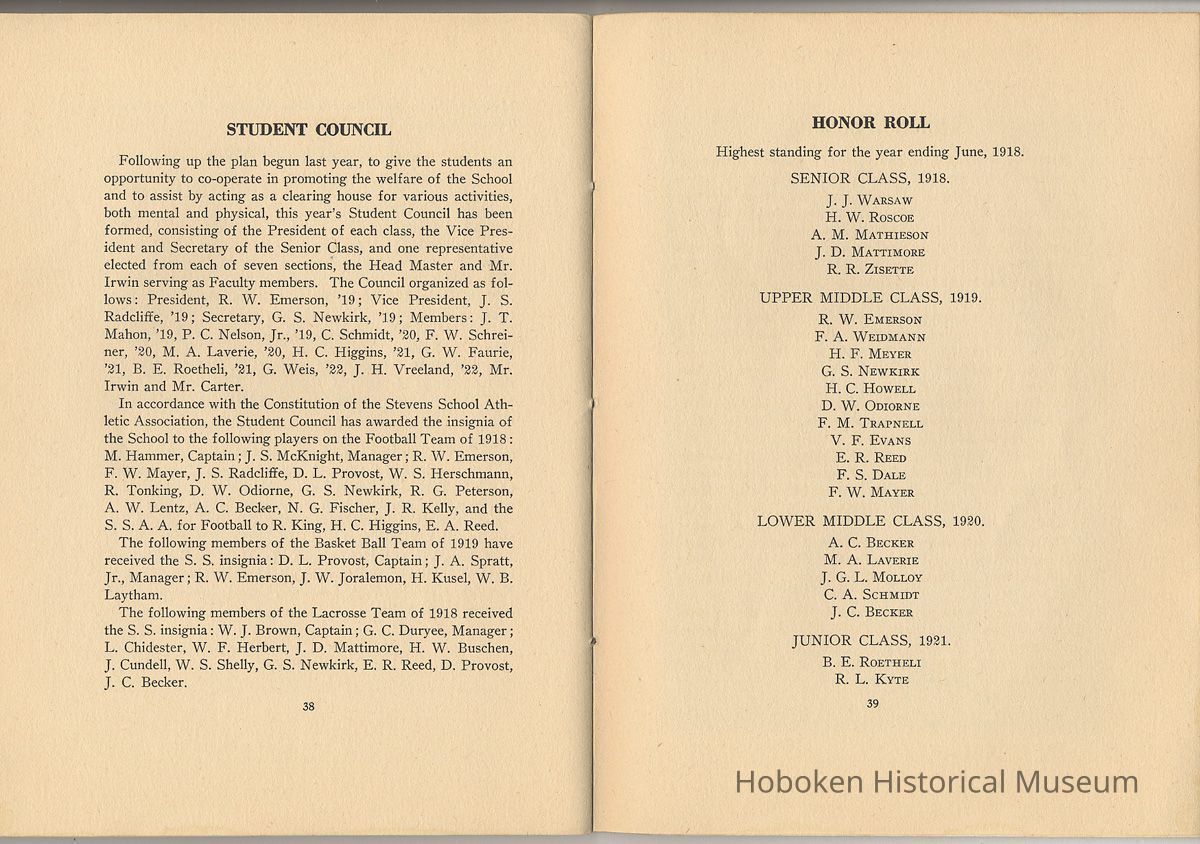 STUDENT COUNCIL
Following up the plan begun last year, to give the students an
opportunity to co-operate in promoting the welfare of the School
and to assist by acting as a clearing house for various activities,
both mental and physical, this year's Student Council has been
formed, consisting of the President of each class, the Vice Pres-
ident and Secretary of the Senior Class, and one representative
elected from each of seven sections, the Head Master and Mr.
Irwin serving as Faculty members. The Council organized as fol-
lows: President, R. W. Emerson, '19; Vice President, J. S.
Radcliffe, '19; Secretary, G. S. Newkirk, '19; Members: J. T.
Mahon, '19, P. C. Nelson, Jr., '19, C. Schmidt, '20, F. W. Schrei-
ner, '20, M. A. Laverie, '20, H. C. Higgins, '21, G. W. Faurie,
'21, B. E. Roetheli, '21, G. Weis, '22, J. H. Vreeland, '22, Mr.
Irwin and Mr. Carter.
In accordance with the Constitution of the Stevens School Ath-
letic Association, the Student Council has awarded the insignia of
the School to the following players on the Football Team of 1918:
M. Hammer, Captain; J. S. McKnight, Manager; R. W. Emerson,
F. W. Mayer, J. S. Radcliffe, D. L. Provost, W. S. Herschmann,
R. Tonking, D. W. Odiorne, G. S. Newkirk, R. G. Peterson,
A. W. Lentz, A. C. Becker, N. G. Fischer, J. R. Kelly, and the
S. S. A. A. for Football to R. King, H. C. Higgins, E. A. Reed.
The following members of the Basket Ball Team of 1919 have
received the S. S. insignia: D. L. Provost, Captain; J. A. Spratt,
Jr., Manager; R. W. Emerson, J. W. Joralemon, H. Kusel, W. B.
Laytham.
The following members of the Lacrosse Team of 1918 received
the S. S. insignia: W. J. Brown, Captain; G. C. Duryee, Manager;
L. Chidester, W. F. Herbert, J. D. Mattimore, H. W. Buschen,
J. Cundell, W. S. Shelly, G. S. Newkirk, E. R. Reed, D. Provost,
J. C. Becker.
38
HONOR ROLL
Highest standing for the year ending June, 1918.
SENIOR CLASS, 1918.
J. J. WARSAW
H. W. ROSCOE
A. M. MATHIESON
J. D. MATTIMORE
R. R. ZISETTE
UPPER MIDDLE CLASS, 1919.
R. W. EMERSON
F. A. WEIDMANN
H. F. MEYER
G. S. NEWKIRK
H. C. HOWELL
D. W. ODIORNE
F. M. TRAPNELL
V. F. EVANS
E. R. REED
F. S. DALE
F. W. MAYER
LOWER MIDDLE CLASS, 1920.
A. C. BECKER
M. A. LAVERIE
J. G. L. MOLLOY
C. A. SCHMIDT
J. C. BECKER
JUNIOR CLASS, 1921.
B. E. ROETHELI
R. L. KYTE
39
Hoboken Historical Museum